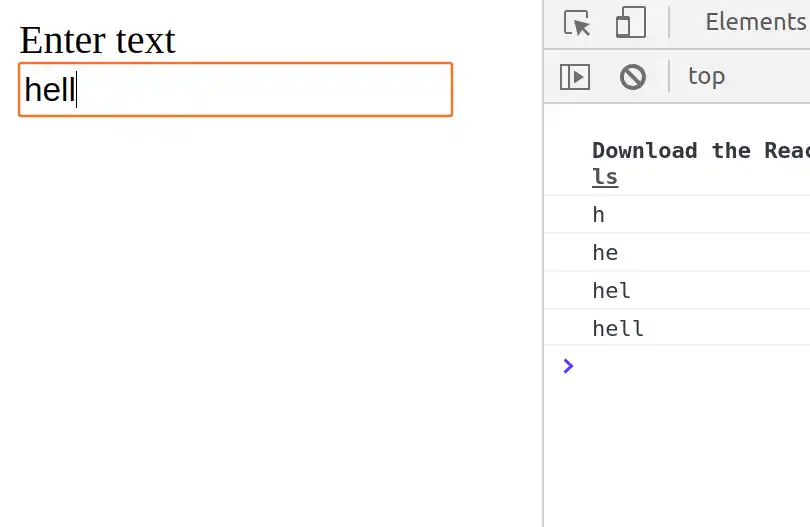 Enter text
hell
Elements
top
Download the Reac
ls
h
he
hel
hell